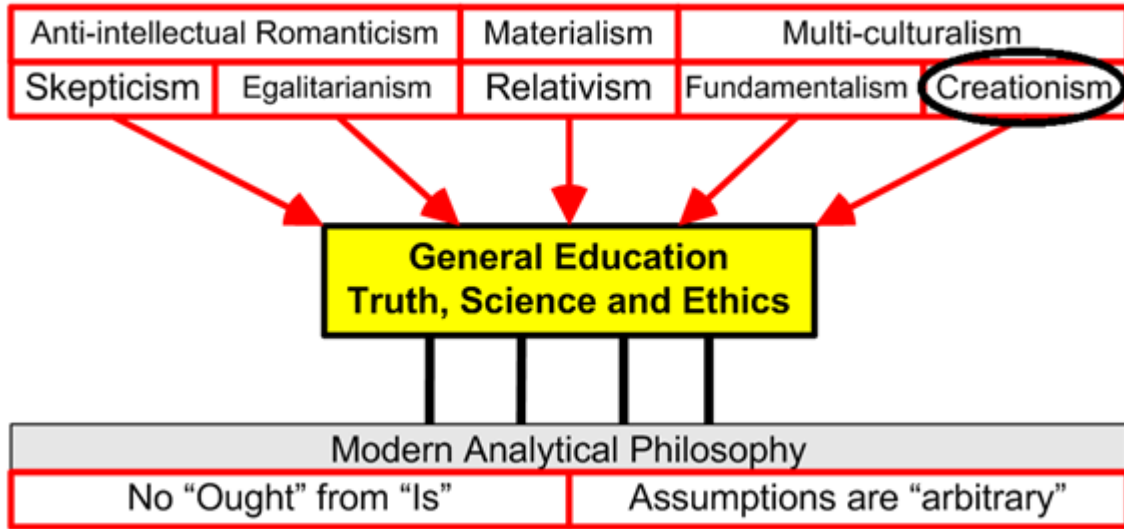 Anti-intellectual Romanticism Materialism Multi-culturalism
Skepticism Egalitarianism Relativism Fundamentalism Creationism
General Education
Truth, Science and Ethics
Modern Analytical Philosophy
No “Ought” from “Is” Assumptions are “arbitrary”